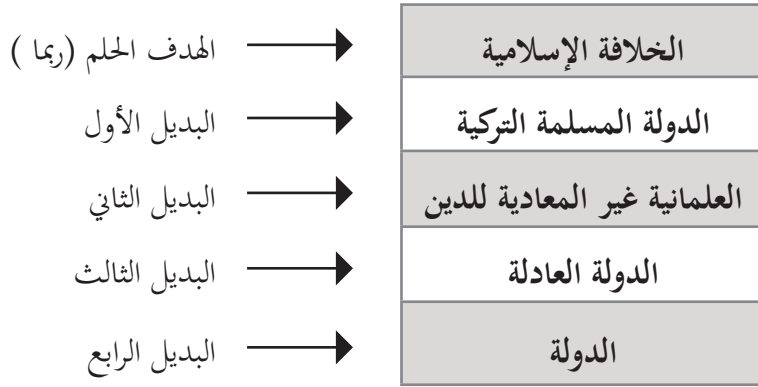 الخلافة الإسلامية الهدف الحلم (ربما )
الدولة المسلمة التركية البديل الأول
العلمانية غير المعادية للدين البديل الثاني
الدولة العادلة البديل الثالث
الدولة البديل الرابع